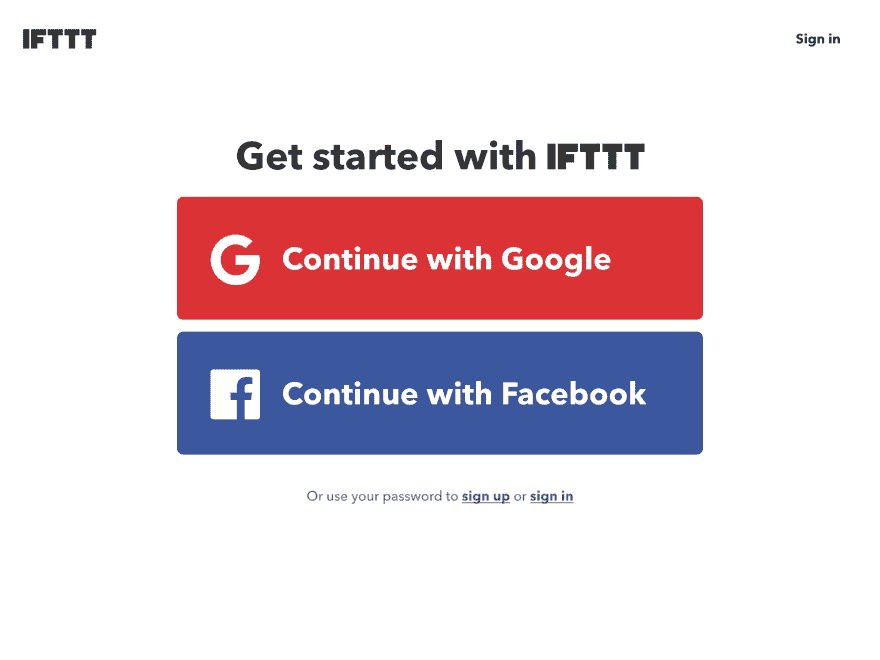 IFTTT
Sign in
Get started with IFTTT
Continue with Google
Continue with Facebook
Or use your password to sign up or sign in